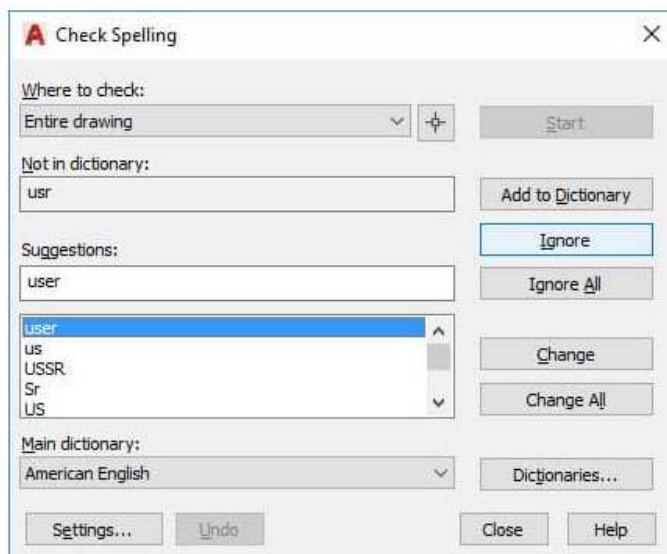 Check Spelling
Where to check:
Entire drawing
Start
Not in dictionary:
usr
Add to Dictionary
Ignore
Suggestions:
user
Ignore All
user
us
USSR
Sr
US
Change
Change All
Main dictionary:
American English
Dictionaries...
Settings...
Undo
Close
Help